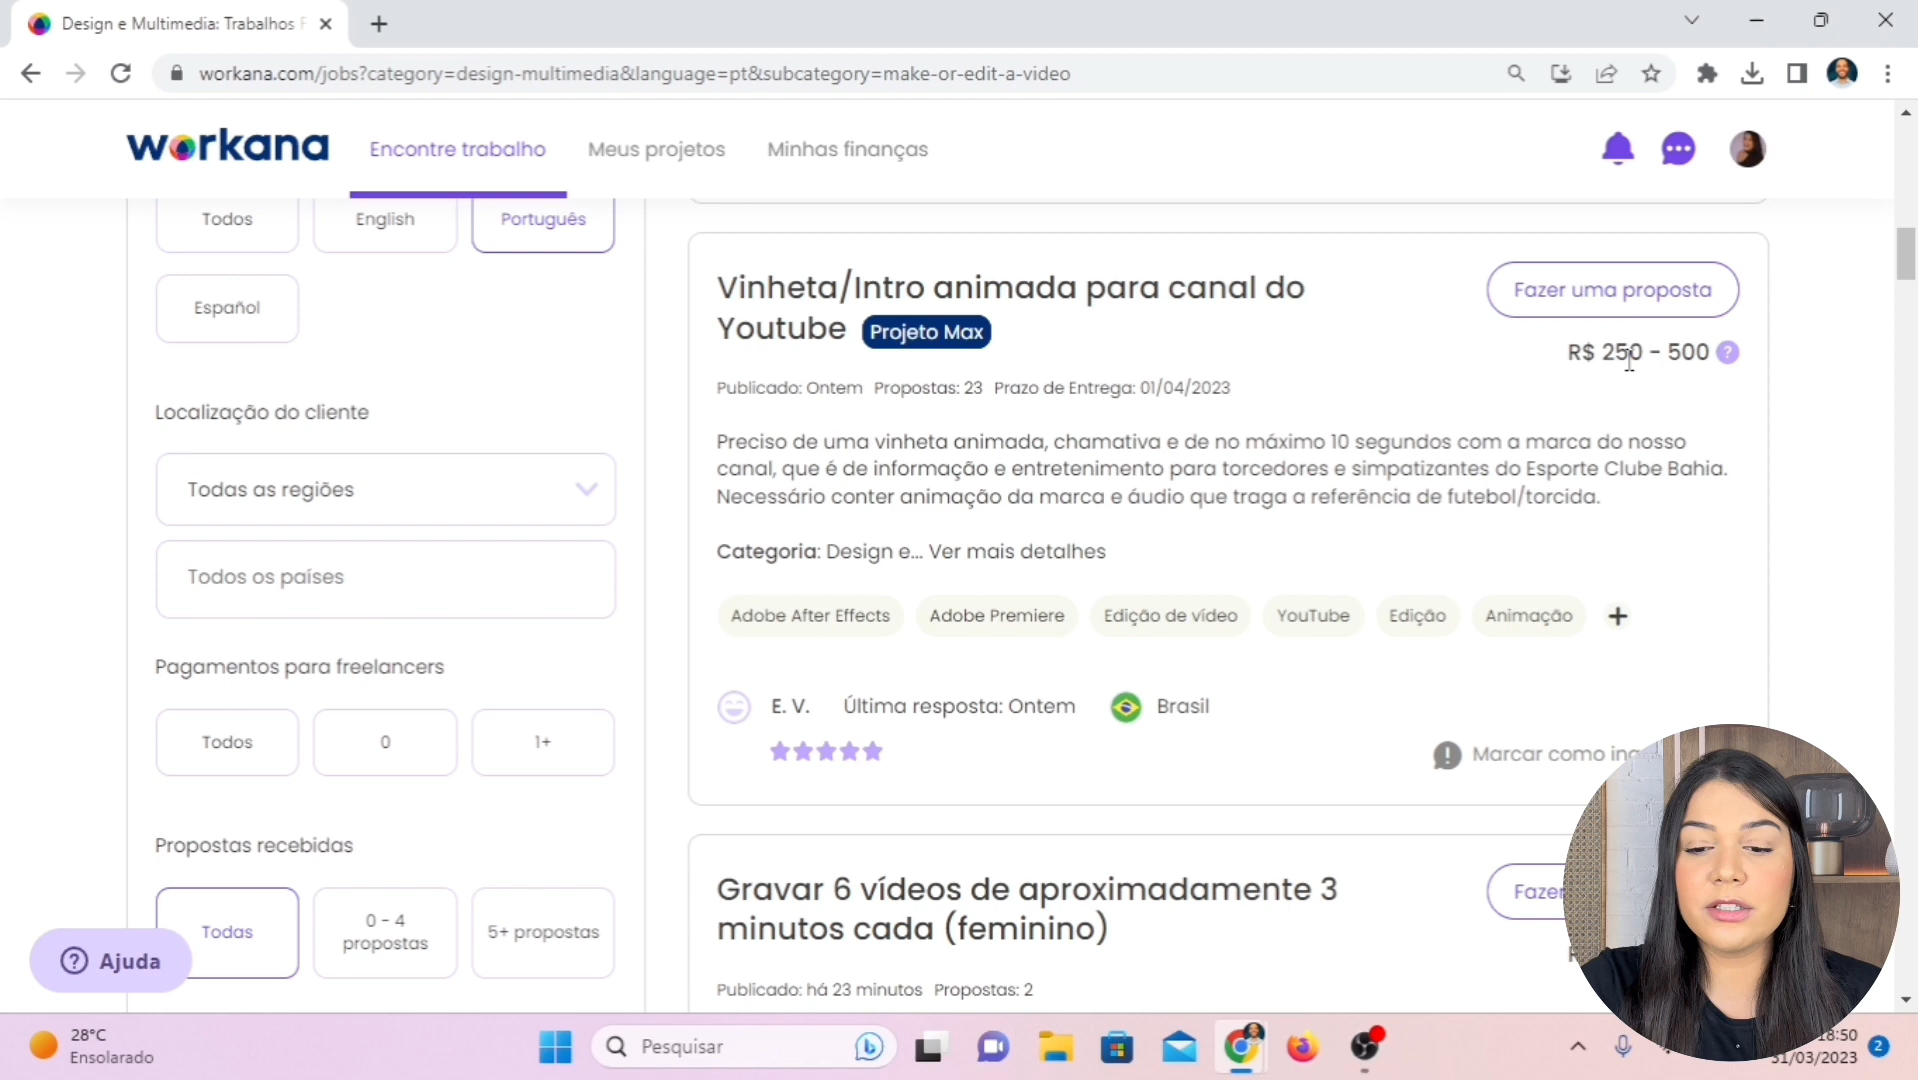 Design e Multimedia: Trabalhos F
workana.com/jobs?category=design-multimedia&language=pt&subcategory=make-or-edit-a-video
workana
Encontre trabalho
Meus projetos
Minhas finanças
Todos
English
Português
Español
Localização do cliente
Todas as regiões
Todos os países
Pagamentos para freelancers
Todos
0
1+
Propostas recebidas
Todas
0 - 4
propostas
5+ propostas
Ajuda
Vinheta/Intro animada para canal do
Youtube Projeto Max
Fazer uma proposta
R$ 250 - 500
Publicado: Ontem Propostas: 23 Prazo de Entrega: 01/04/2023
Preciso de uma vinheta animada, chamativa e de no máximo 10 segundos com a marca do nosso
canal, que é de informação e entretenimento para torcedores e simpatizantes do Esporte Clube Bahia.
Necessário conter animação da marca e áudio que traga a referência de futebol/torcida.
Categoria: Design e... Ver mais detalhes
Adobe After Effects Adobe Premiere Edição de vídeo YouTube Edição Animação +
E. V. Última resposta: Ontem Brasil
Marcar como
Gravar 6 vídeos de aproximadamente 3
minutos cada (feminino)
Fazer
Publicado: há 23 minutos Propostas: 2
28°C
Ensolarado
Pesquisar
18:50
31/03/2023
2